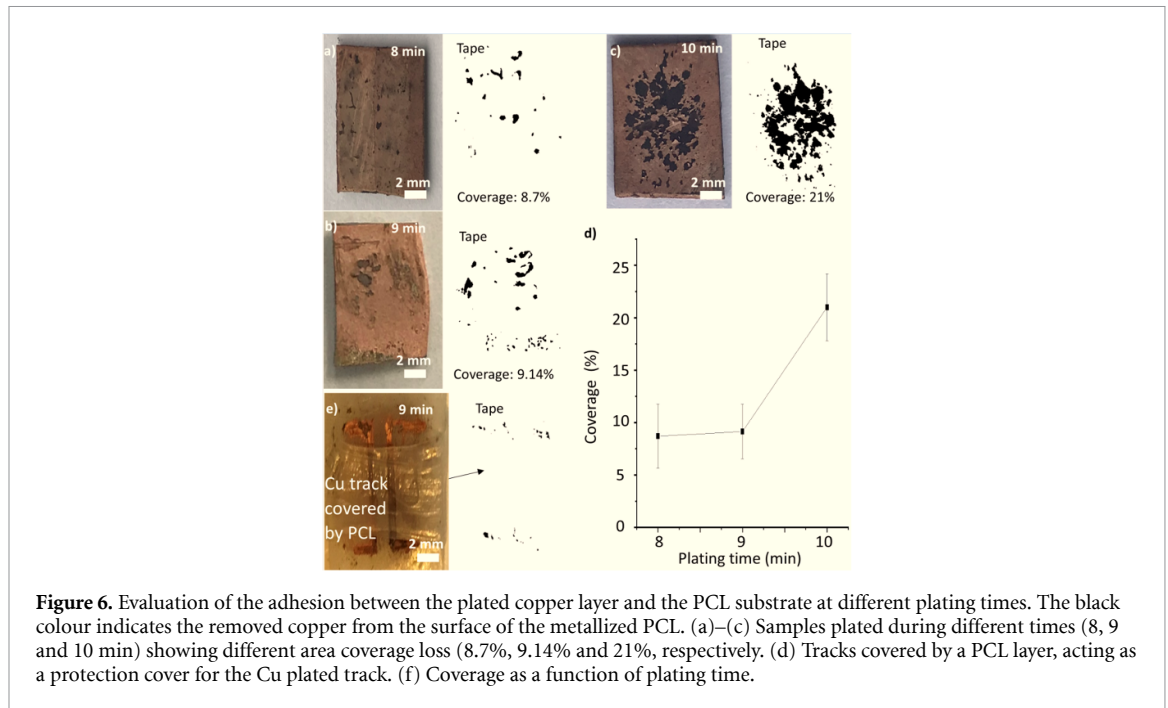 a)
8 min
2 mm
Tape
Coverage: 8.7%
c)
10 min
2 mm
Tape
Coverage: 21%
b)
9 min
2 mm
Tape
Coverage: 9.14%
e)
9 min
Cu track
covered
by PCL
2 mm
Tape
d)
Coverage (%)
25
20
15
10
5
0
8
9
10
Plating time (min)
Figure 6. Evaluation of the adhesion between the plated copper layer and the PCL substrate at different plating times. The black
colour indicates the removed copper from the surface of the metallized PCL. (a)–(c) Samples plated during different times (8, 9
and 10 min) showing different area coverage loss (8.7%, 9.14% and 21%, respectively. (d) Tracks covered by a PCL layer, acting as
a protection cover for the Cu plated track. (f) Coverage as a function of plating time.